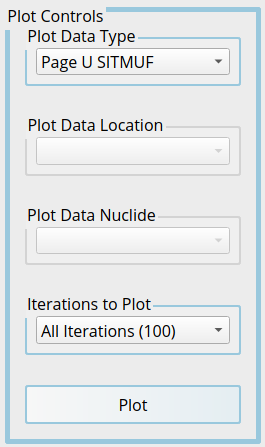 Plot Controls
Plot Data Type
Page U SITMUF
Plot Data Location
Plot Data Nuclide
Iterations to Plot
All Iterations (100)
Plot